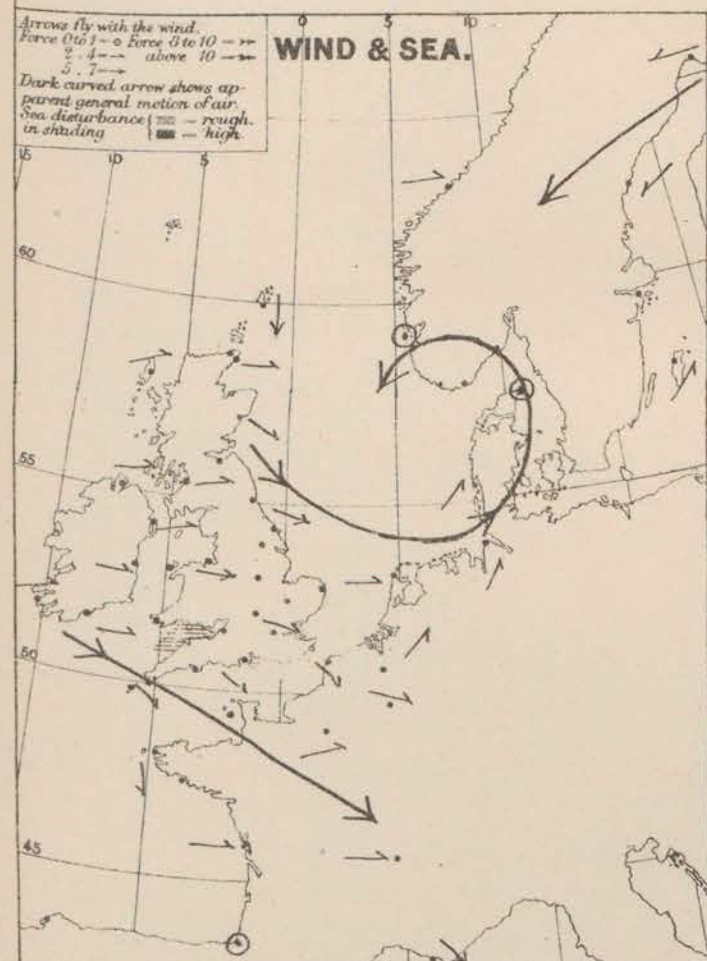 Arrows fly with the wind.
Force 0 to 1 — o Force 8 to 10 —
2 . 4 — above 10 —
5 . 7 —
Dark curved arrow shows ap-
parent general motion of air.
Sea disturbance { — rough.
in shading { — high
WIND & SEA.
0 5 10
15 10 5
60
55
50
45